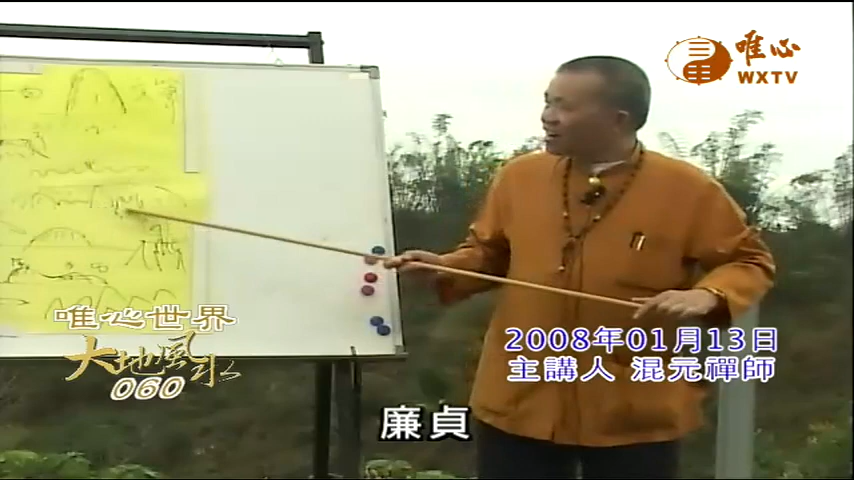 唯心
WXTV
唯心世界
大地風水
060
2008年01月13日
主講人 混元禪師
廉貞